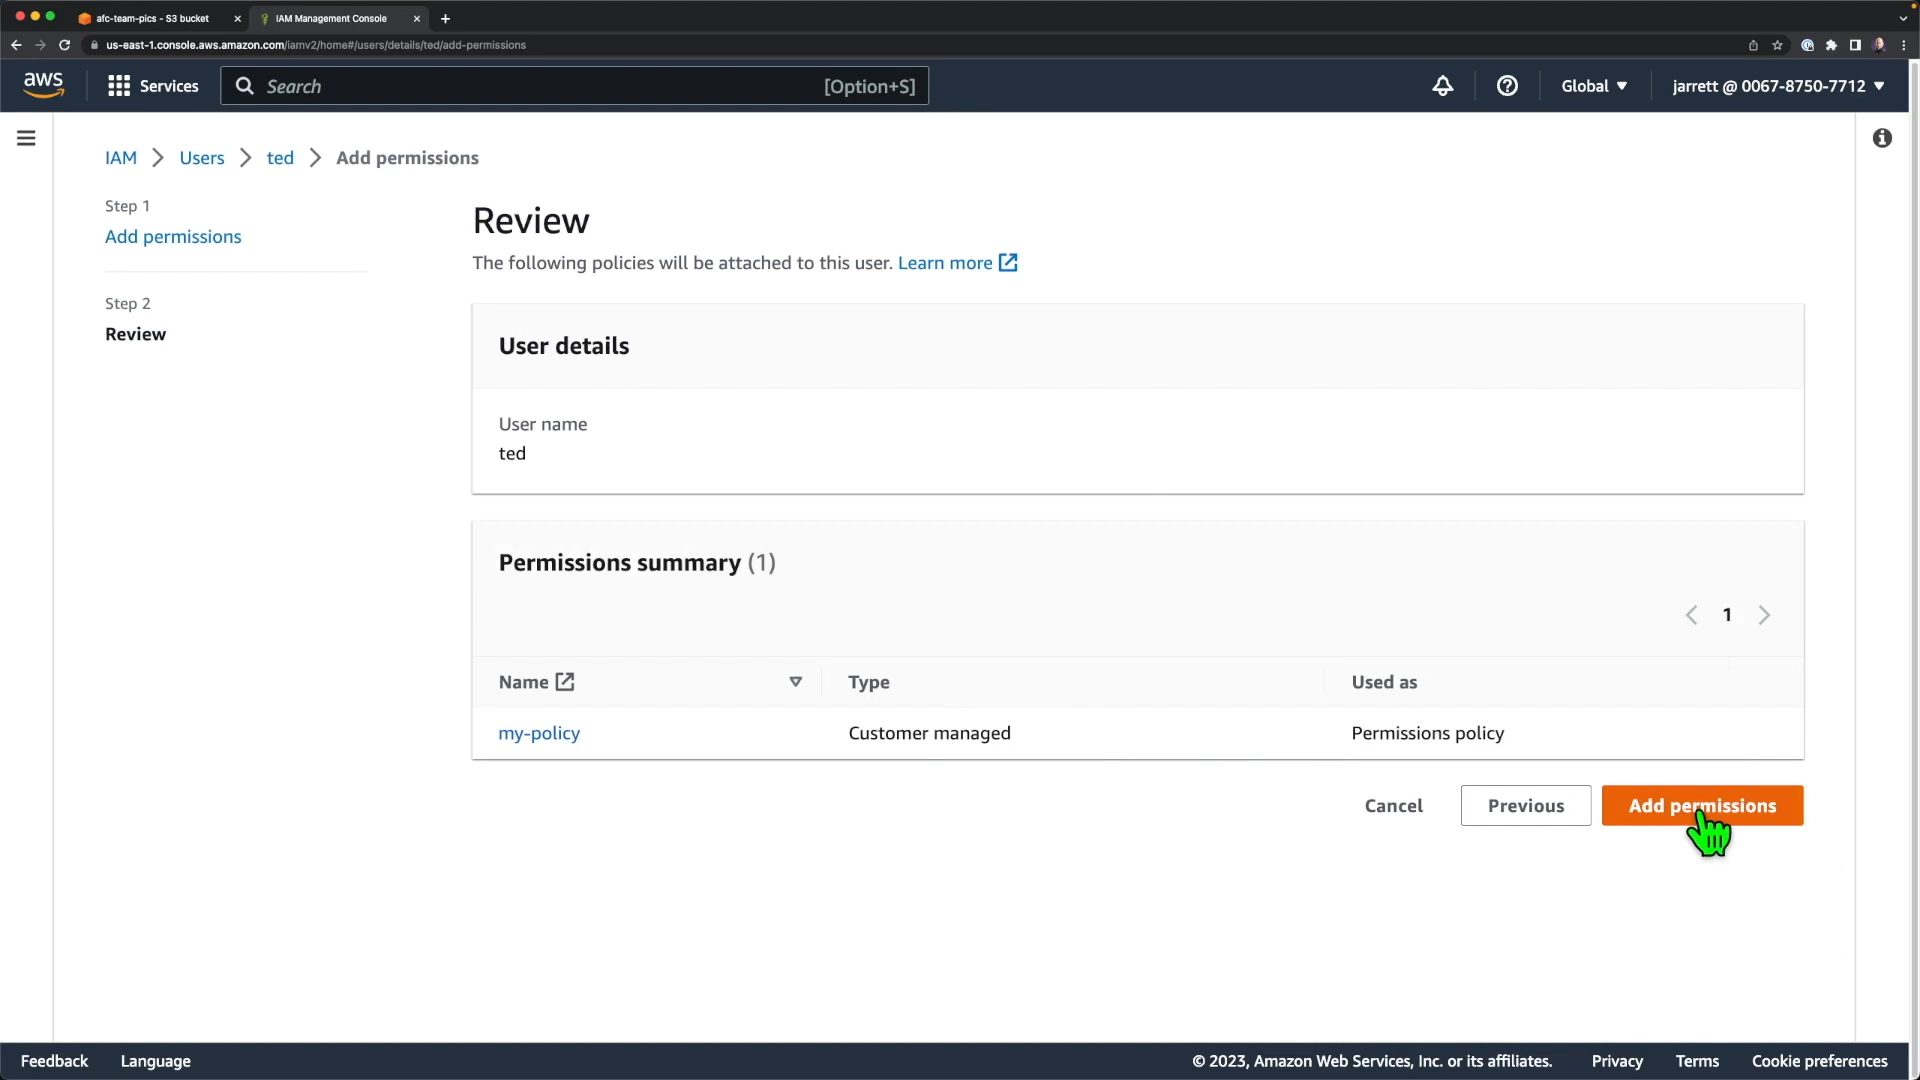 afc-team-pics - S3 bucket
IAM Management Console
us-east-1.console.aws.amazon.com/iamv2/home#/users/details/ted/add-permissions
aws
Services
Search
[Option+S]
Global
jarrett @ 0067-8750-7712
IAM
Users
ted
Add permissions
Step 1
Add permissions
Step 2
Review
Review
The following policies will be attached to this user. Learn more
User details
User name
ted
Permissions summary (1)
1
Name
Type
Used as
my-policy
Customer managed
Permissions policy
Cancel
Previous
Add permissions
Feedback
Language
© 2023, Amazon Web Services, Inc. or its affiliates.
Privacy
Terms
Cookie preferences